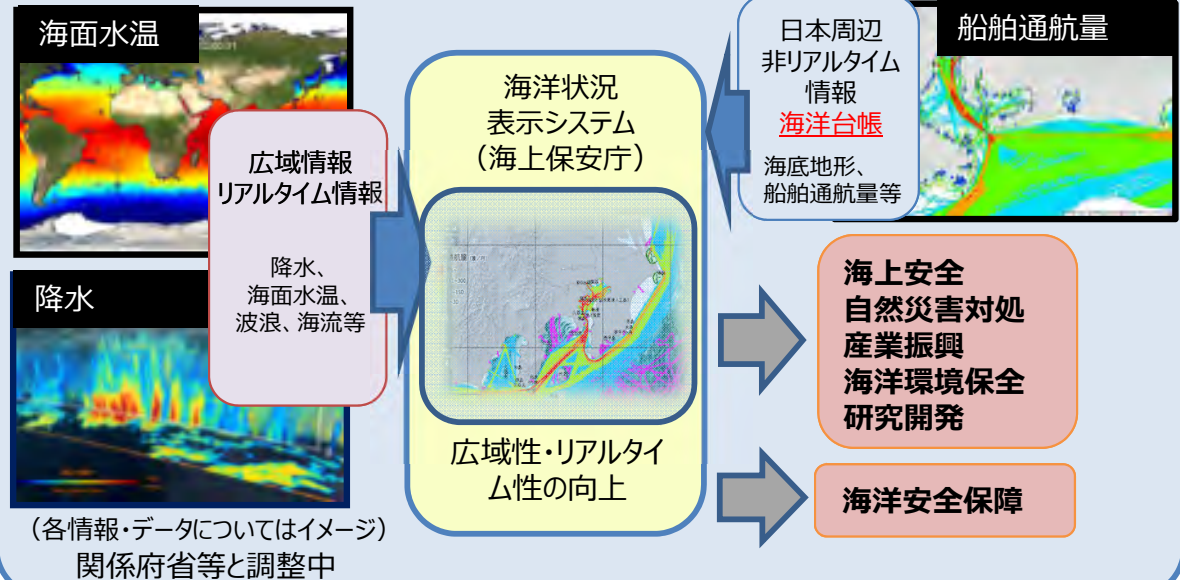 海面水温
広域情報
リアルタイム情報
降水、
海面水温、
波浪、海流等
降水
（各情報・データについてはイメージ）
関係府省等と調整中
海洋状況
表示システム
（海上保安庁）
広域性・リアルタイ
ム性の向上
日本周辺
非リアルタイム
情報
海洋台帳
海底地形、
船舶通航量等
船舶通航量
海上安全
自然災害対処
産業振興
海洋環境保全
研究開発
海洋安全保障